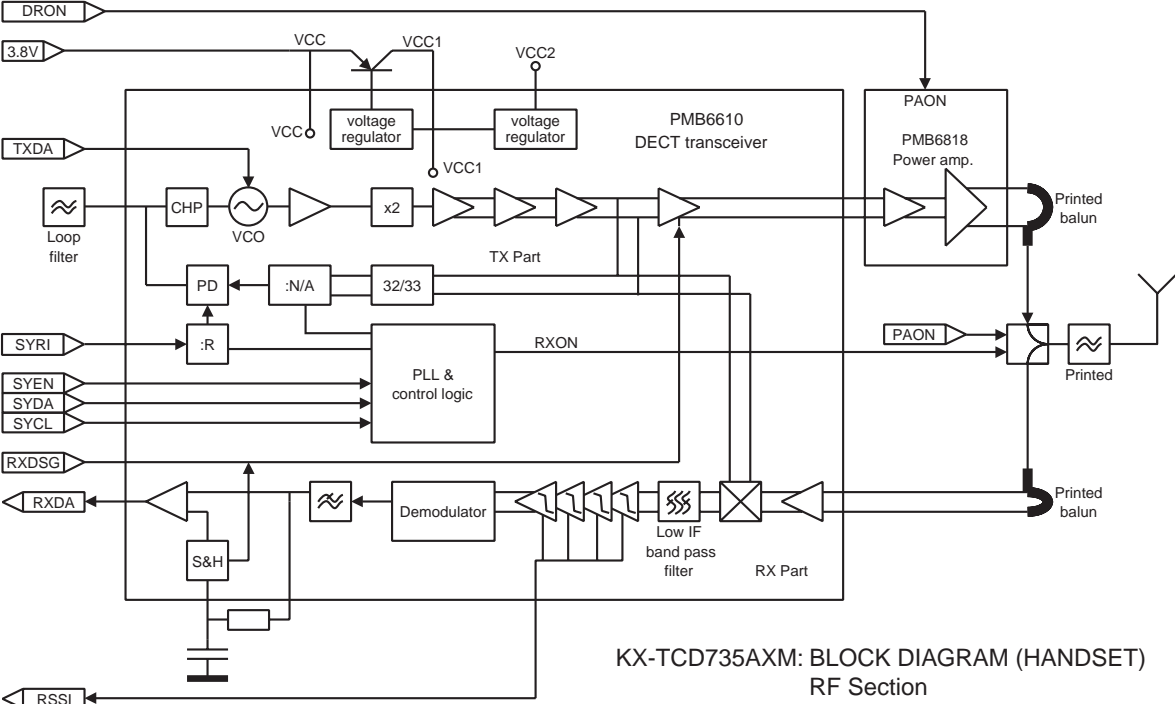 DRON
3.8V
VCC
VCC1
VCC2
PAON
voltage
regulator
voltage
regulator
PMB6610
DECT transceiver
PMB6818
Power amp.
VCC
TXDA
VCC1
CHP
x2
Printed
balun
Loop
filter
VCO
TX Part
PD
:N/A
32/33
SYRI
:R
RXON
PAON
PLL &
control logic
Printed
SYEN
SYDA
SYCL
RXDSG
RXDA
Demodulator
Printed
balun
Low IF
band pass
filter
S&H
RX Part
KX-TCD735AXM: BLOCK DIAGRAM (HANDSET)
RF Section
RSSI